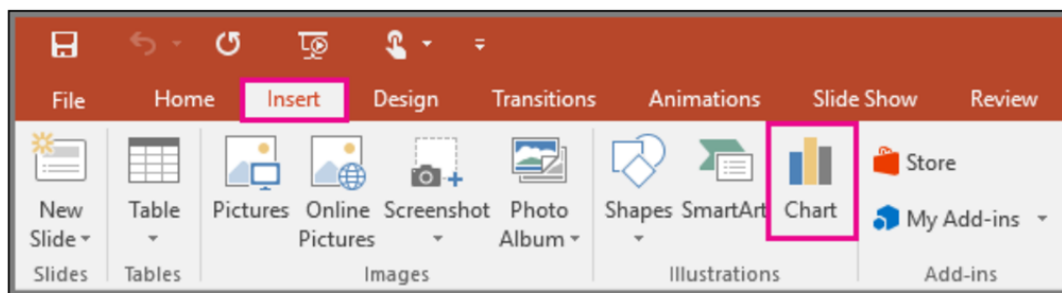 File Home Insert Design Transitions Animations Slide Show Review
New Slide
Table
Pictures
Online Pictures
Screenshot
Photo Album
Shapes
SmartArt
Chart
Store
My Add-ins
Slides Tables Images Illustrations Add-ins